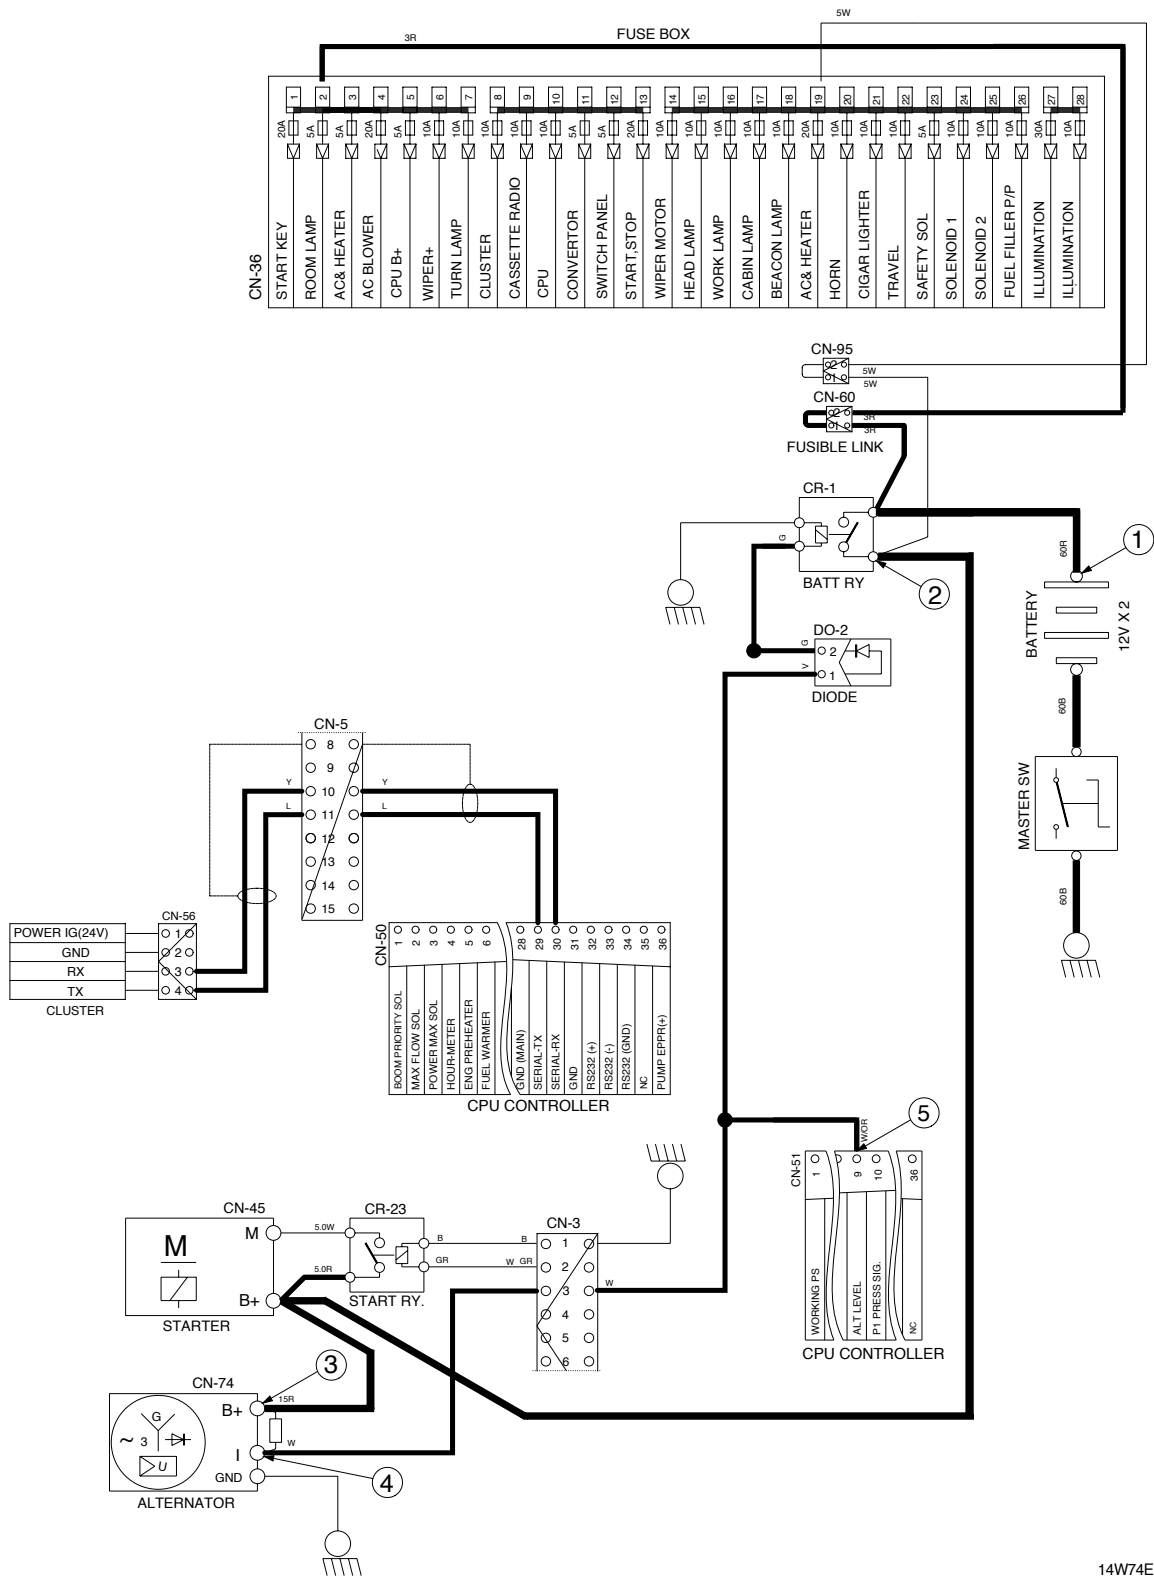 5W
FUSE BOX
3R
CN-36
1 2 3 4 5 6 7 8 9 10 11 12 13 14 15 16 17 18 19 20 21 22 23 24 25 26 27 28
20A 5A 5A 20A 5A 10A 10A 10A 10A 10A 5A 5A 20A 10A 10A 10A 10A 10A 20A 10A 10A 10A 5A 10A 10A 10A 30A 10A
START KEY
ROOM LAMP
AC& HEATER
AC BLOWER
CPU B+
WIPER+
TURN LAMP
CLUSTER
CASSETTE RADIO
CPU
CONVERTOR
SWITCH PANEL
START,STOP
WIPER MOTOR
HEAD LAMP
WORK LAMP
CABIN LAMP
BEACON LAMP
AC& HEATER
HORN
CIGAR LIGHTER
TRAVEL
SAFETY SOL
SOLENOID 1
SOLENOID 2
FUEL FILLER P/P
ILLUMINATION
ILLUMINATION
CN-95
2
1
5W
5W
CN-60
2
1
3R
3R
FUSIBLE LINK
CR-1
G
BATT RY
60R
1
2
BATTERY
12V X 2
DO-2
G
2
V
1
DIODE
60B
MASTER SW
60B
CN-5
8
9
Y 10 Y
L 11 L
12
13
14
15
CN-56
POWER IG(24V) 1
GND 2
RX 3
TX 4
CLUSTER
CN-50
1 2 3 4 5 6 28 29 30 31 32 33 34 35 36
BOOM PRIORITY SOL
MAX FLOW SOL
POWER MAX SOL
HOUR-METER
ENG PREHEATER
FUEL WARMER
GND (MAIN)
SERIAL-TX
SERIAL-RX
GND
RS232 (+)
RS232 (-)
RS232 (GND)
NC
PUMP EPPR(+)
CPU CONTROLLER
5
W/OR
CN-51
1 9 10 36
WORKING PS
ALT LEVEL
P1 PRESS SIG.
NC
CPU CONTROLLER
CN-45
M
M
B+
STARTER
5.0W
5.0R
CR-23
B
GR
START RY.
CN-3
B 1
W GR 2
3 W
4
5
6
3
CN-74
B+
15R
G
~ 3
U
I
W
GND
4
ALTERNATOR
14W74E